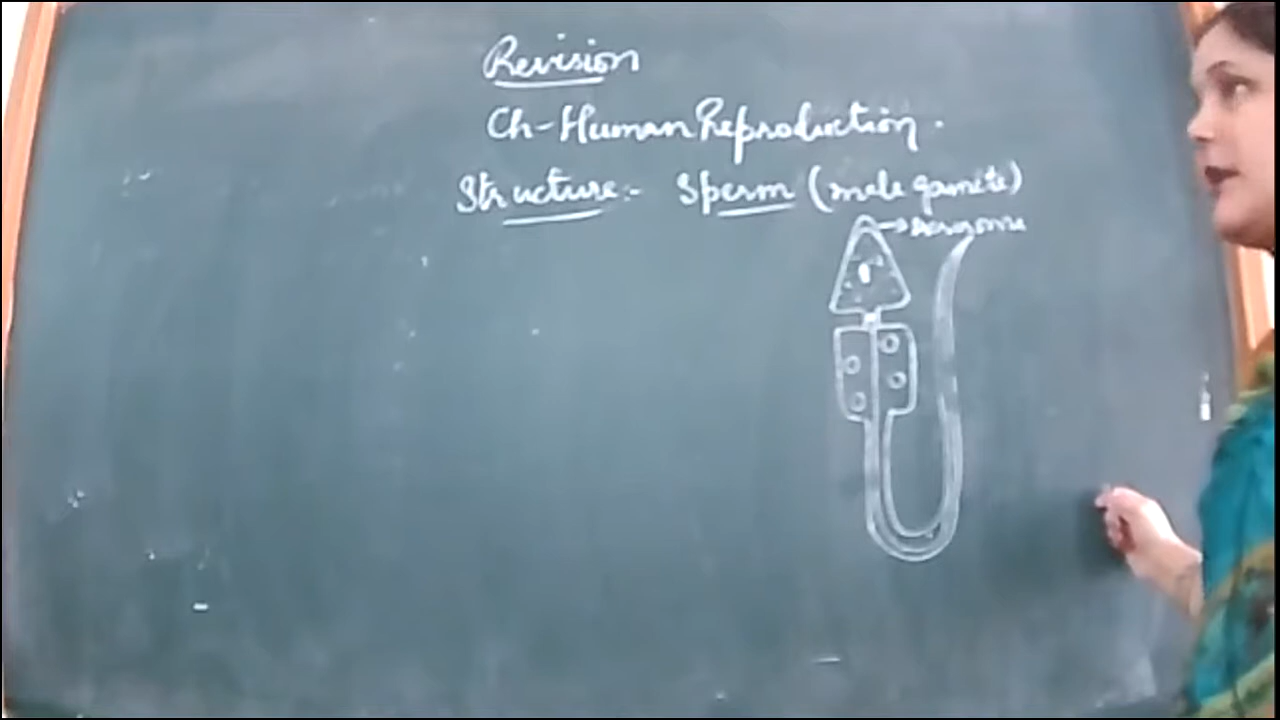 Revision
Ch-Human Reproduction.
Structure:- Sperm (male gamete)